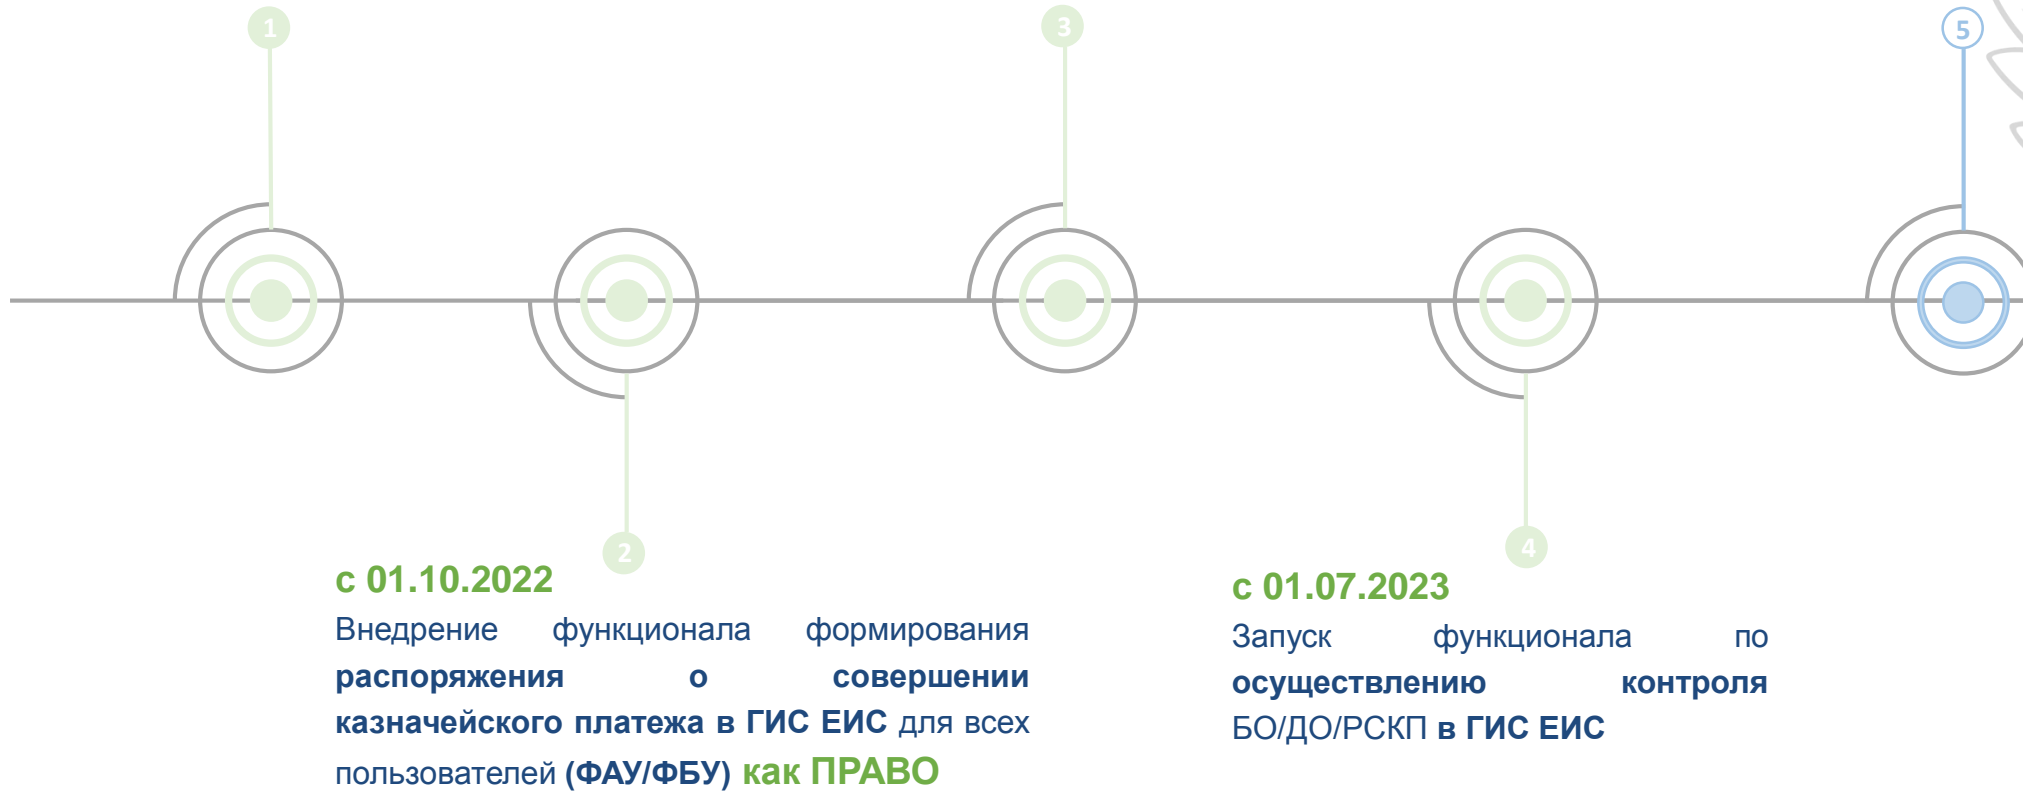 1
3
5
2
с 01.10.2022
Внедрение функционала формирования
распоряжения о совершении
казначейского платежа в ГИС ЕИС для всех
пользователей (ФАУ/ФБУ) как ПРАВО
4
с 01.07.2023
Запуск функционала по
осуществлению контроля
БО/ДО/РСКП в ГИС ЕИС